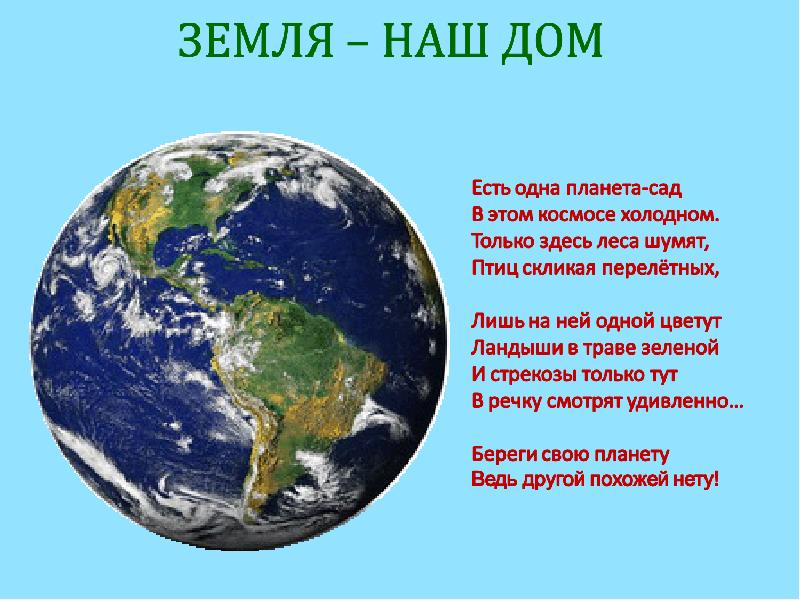 ЗЕМЛЯ – НАШ ДОМ
Есть одна планета-сад
В этом космосе холодном.
Только здесь леса шумят,
Птиц скликая перелётных,
Лишь на ней одной цветут
Ландыши в траве зеленой
И стрекозы только тут
В речку смотрят удивленно...
Береги свою планету
Ведь другой похожей нету!